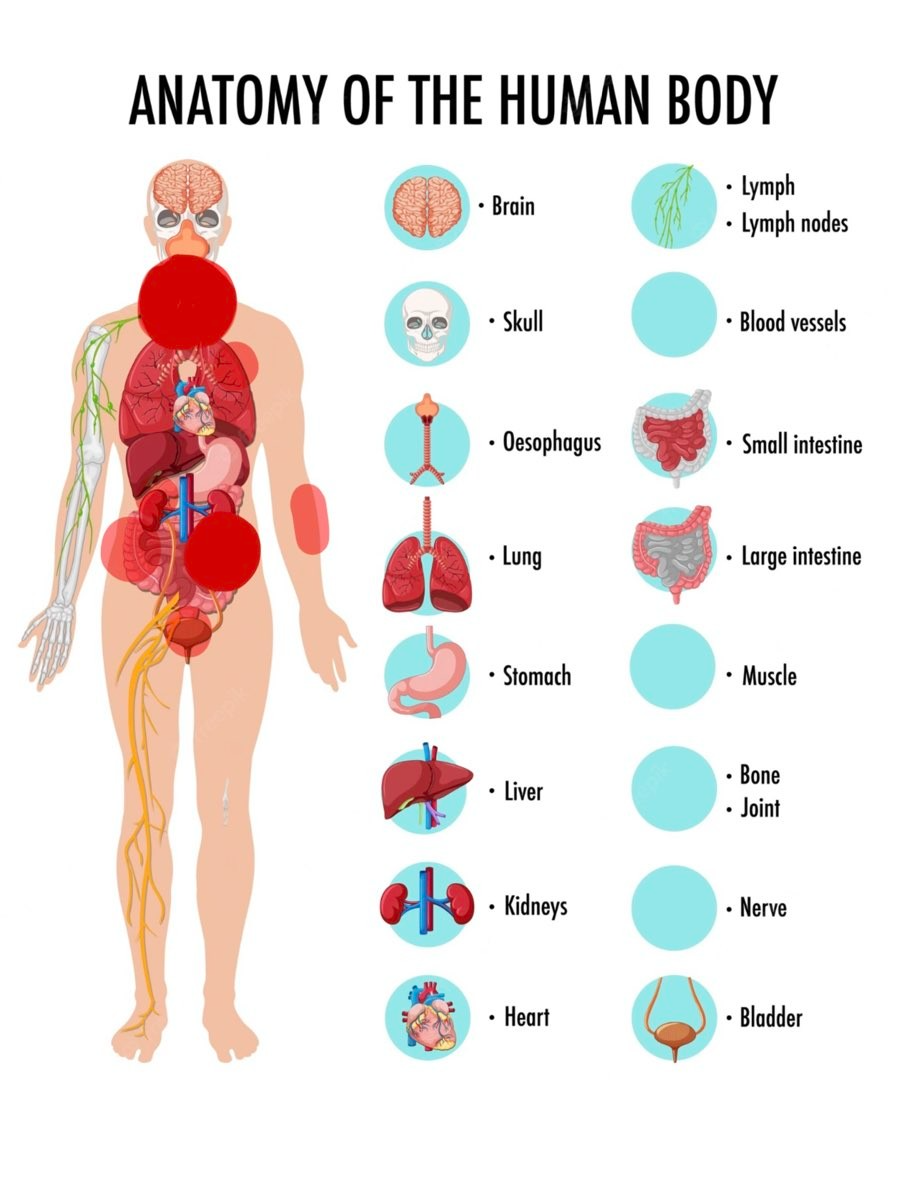 ANATOMY OF THE HUMAN BODY
• Brain
• Skull
• Oesophagus
• Lung
• Stomach
• Liver
• Kidneys
• Heart
• Lymph
• Lymph nodes
• Blood vessels
• Small intestine
• Large intestine
• Muscle
• Bone
• Joint
• Nerve
• Bladder